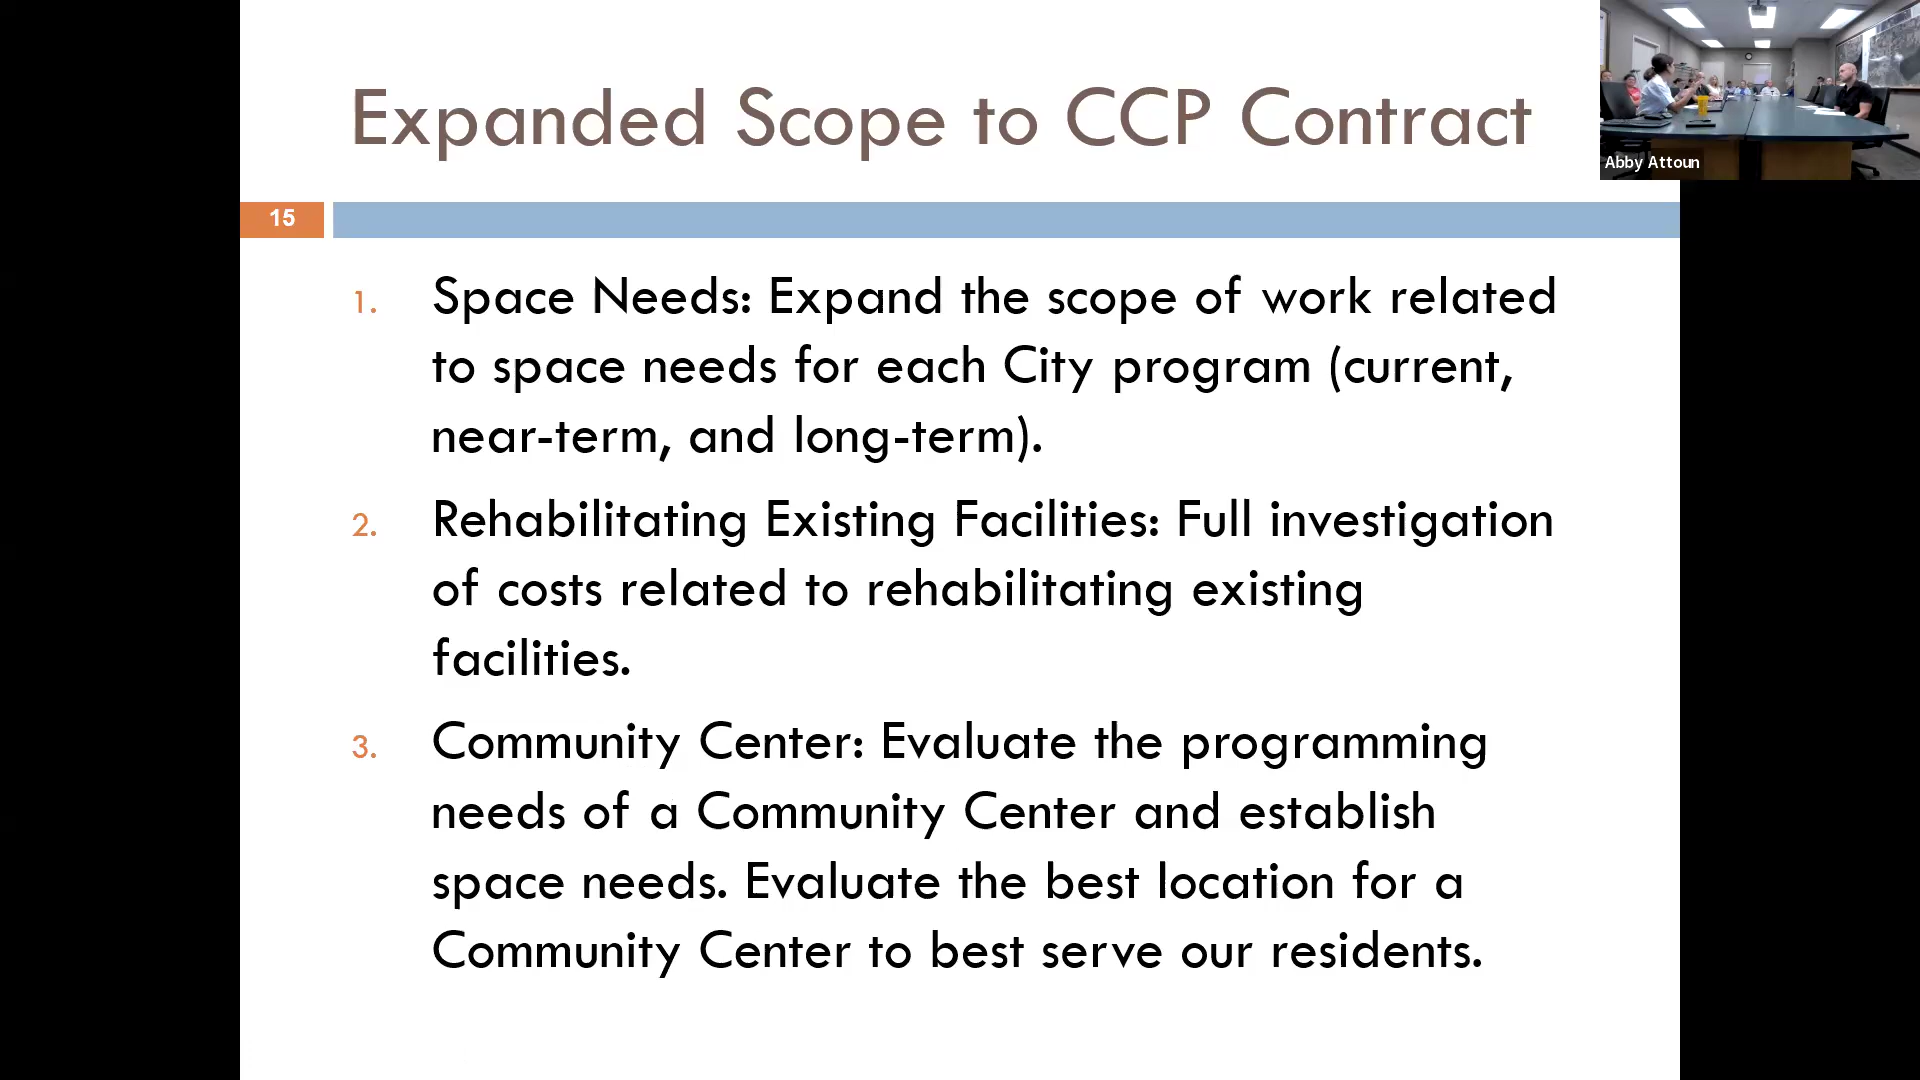 Expanded Scope to CCP Contract
Abby Attoun
15
1. Space Needs: Expand the scope of work related
to space needs for each City program (current,
near-term, and long-term).
2. Rehabilitating Existing Facilities: Full investigation
of costs related to rehabilitating existing
facilities.
3. Community Center: Evaluate the programming
needs of a Community Center and establish
space needs. Evaluate the best location for a
Community Center to best serve our residents.